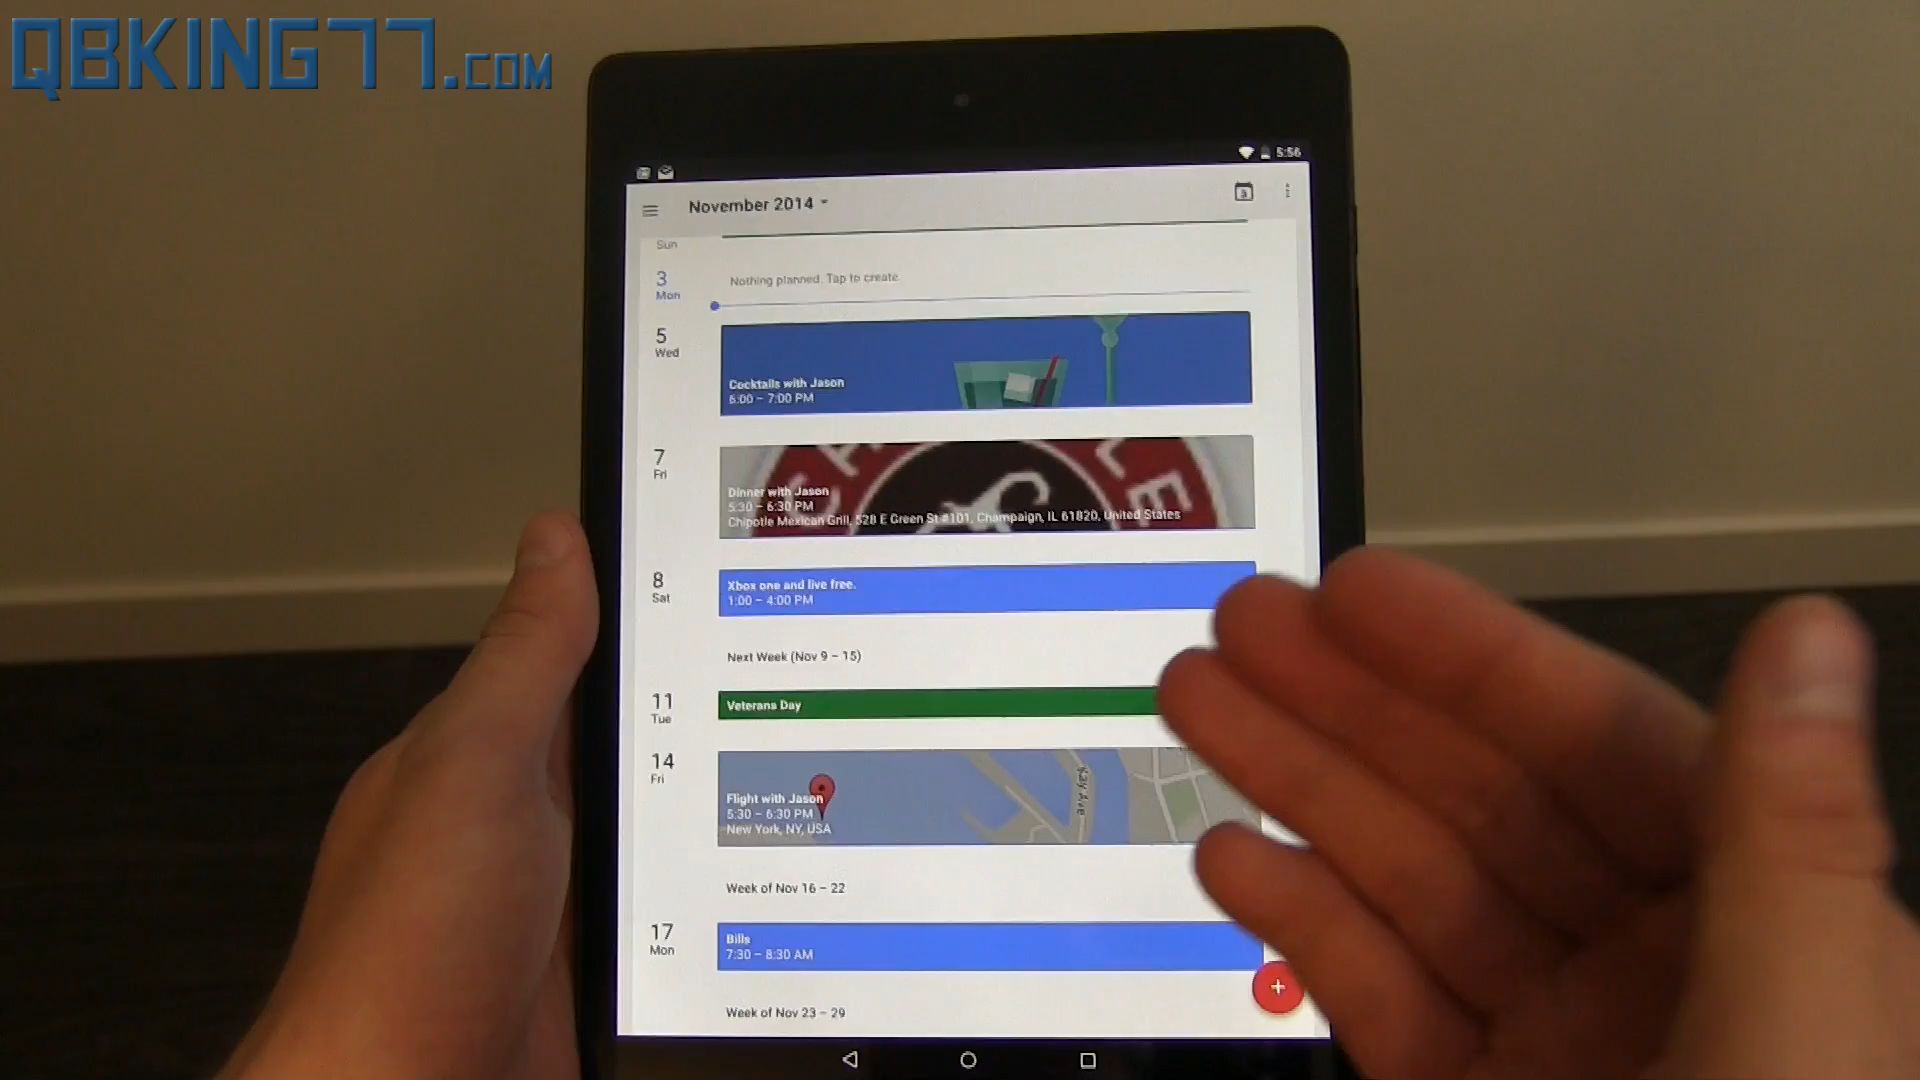 QBKING77.COM
5:56
November 2014
3
Sun
3
Mon
Nothing planned. Tap to create.
5
Wed
Cocktails with Jason
6:00 – 7:00 PM
7
Fri
Dinner with Jason
5:30 – 6:30 PM
Chipotle Mexican Grill, 528 E Green St #101, Champaign, IL 61820, United States
8
Sat
Xbox one and live free.
1:00 – 4:00 PM
Next Week (Nov 9 – 15)
11
Tue
Veterans Day
14
Fri
Flight with Jason
5:30 – 6:30 PM
New York, NY, USA
Week of Nov 16 – 22
17
Mon
Bills
7:30 – 8:30 AM
Week of Nov 23 – 29